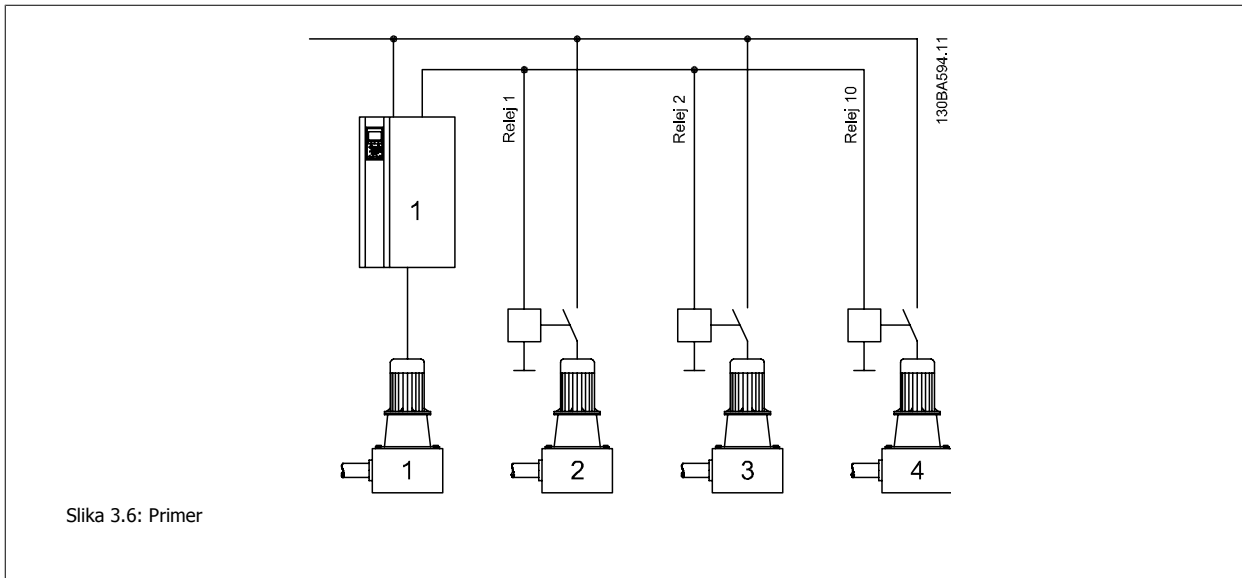 130BA594.11
Relej 1
Relej 2
Relej 10
1
1
2
3
4
Slika 3.6: Primer